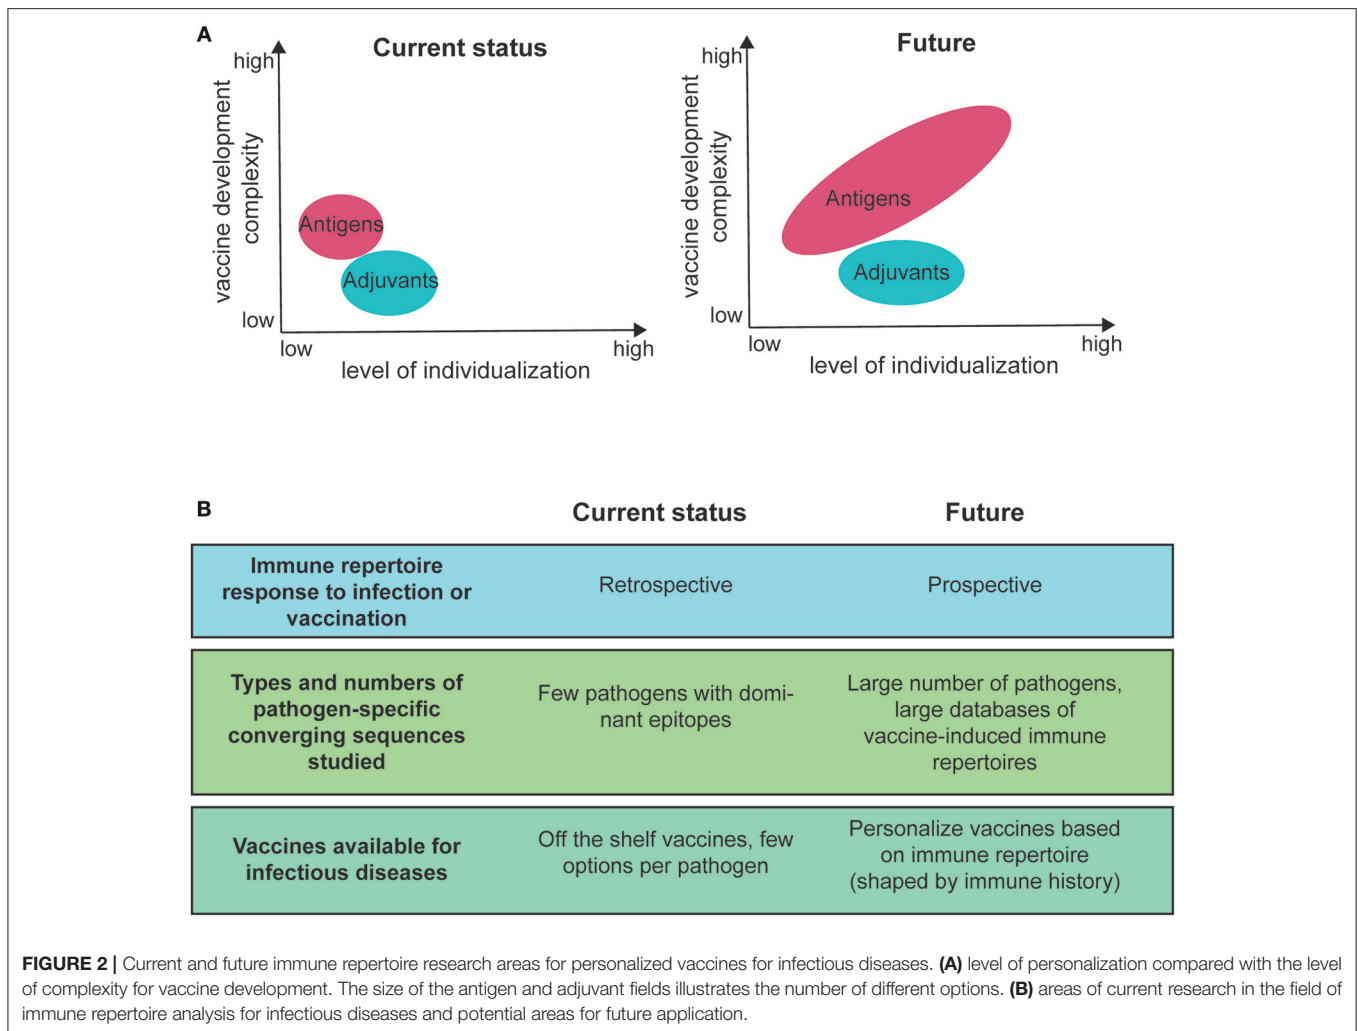 A
Current status
high
vaccine development
complexity
Antigens
Adjuvants
low
low
high
level of individualization
Future
high
vaccine development
complexity
Antigens
Adjuvants
low
low
high
level of individualization
B
Current status
Future
Immune repertoire
response to infection or
vaccination
Retrospective
Prospective
Types and numbers of
pathogen-specific
converging sequences
studied
Few pathogens with domi-
nant epitopes
Large number of pathogens,
large databases of
vaccine-induced immune
repertoires
Vaccines available for
infectious diseases
Off the shelf vaccines, few
options per pathogen
Personalize vaccines based
on immune repertoire
(shaped by immune history)
FIGURE 2 | Current and future immune repertoire research areas for personalized vaccines for infectious diseases. (A) level of personalization compared with the level
of complexity for vaccine development. The size of the antigen and adjuvant fields illustrates the number of different options. (B) areas of current research in the field of
immune repertoire analysis for infectious diseases and potential areas for future application.